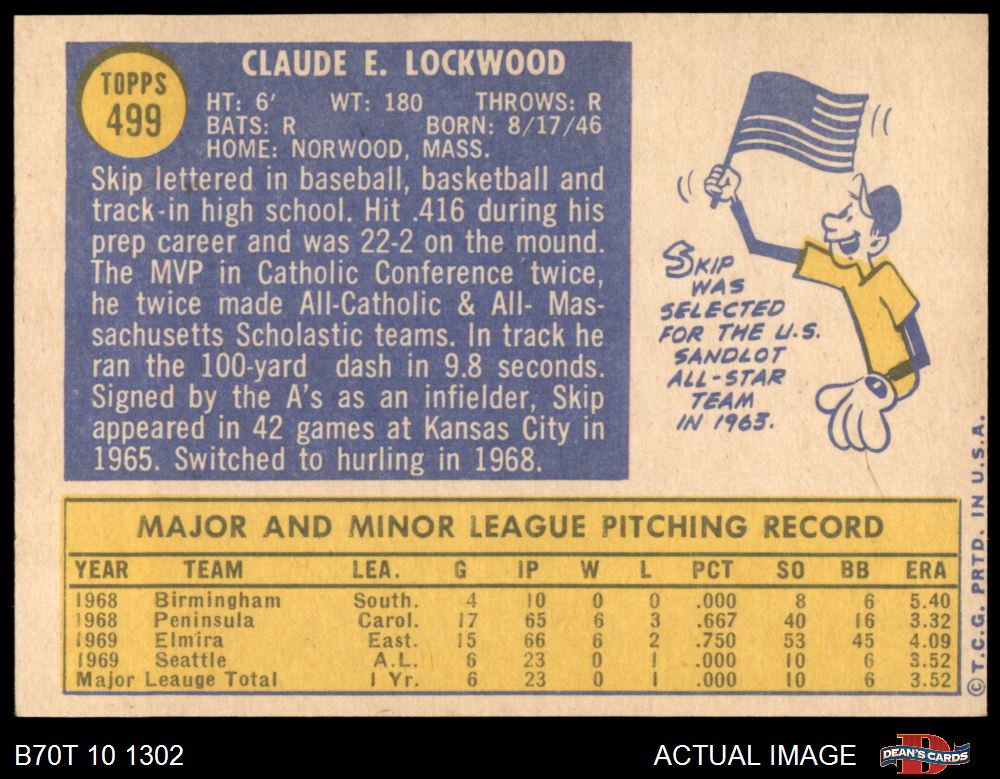 TOPPS
499
CLAUDE E. LOCKWOOD
HT: 6' WT: 180 THROWS: R
BATS: R BORN: 8/17/46
HOME: NORWOOD, MASS.
Skip lettered in baseball, basketball and
track-in high school. Hit .416 during his
prep career and was 22-2 on the mound.
The MVP in Catholic Conference twice,
he twice made All-Catholic & All- Mas-
sachusetts Scholastic teams. In track he
ran the 100-yard dash in 9.8 seconds.
Signed by the A's as an infielder, Skip
appeared in 42 games at Kansas City in
1965. Switched to hurling in 1968.
SKIP
WAS
SELECTED
FOR THE U.S.
SANDLOT
ALL-STAR
TEAM
IN 1963.
MAJOR AND MINOR LEAGUE PITCHING RECORD
YEAR TEAM LEA. G IP W L PCT SO BB ERA
1968 Birmingham South. 4 10 0 0 .000 8 6 5.40
1968 Peninsula Carol. 17 65 6 3 .667 40 16 3.32
1969 Elmira East. 15 66 6 2 .750 53 45 4.09
1969 Seattle A.L. 6 23 0 1 .000 10 6 3.52
Major Leauge Total 1 Yr. 6 23 0 1 .000 10 6 3.52
© T.C.G. PRTD. IN U.S.A.
B70T 10 1302 ACTUAL IMAGE DEAN'S CARDS